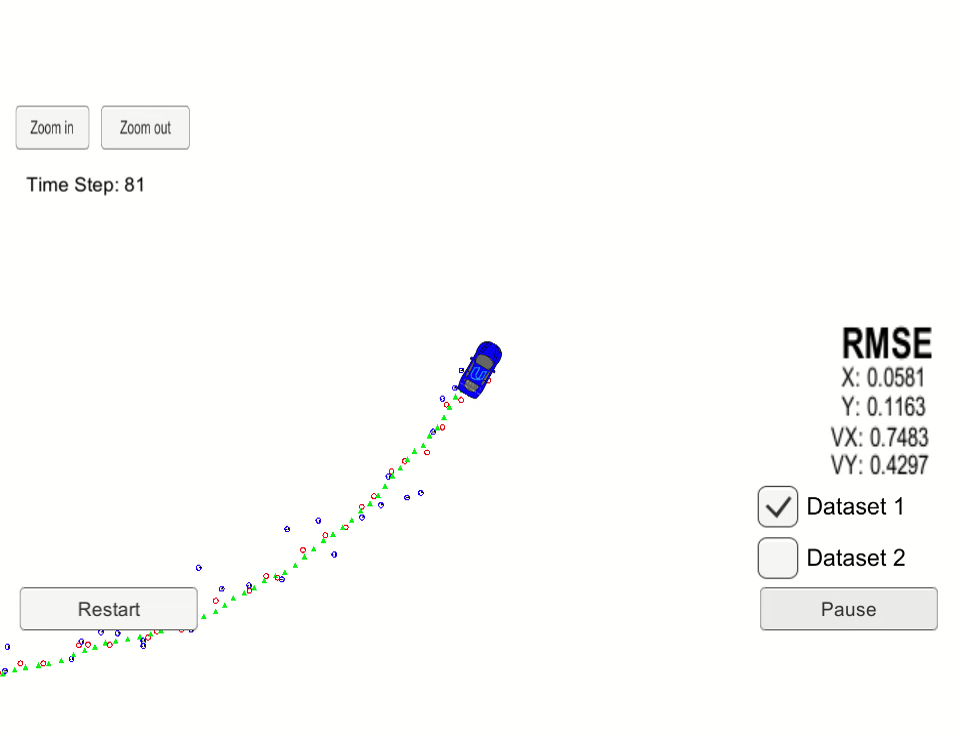 Zoom in
Zoom out
Time Step: 81
RMSE
X: 0.0581
Y: 0.1163
VX: 0.7483
VY: 0.4297
Dataset 1
Dataset 2
Restart
Pause